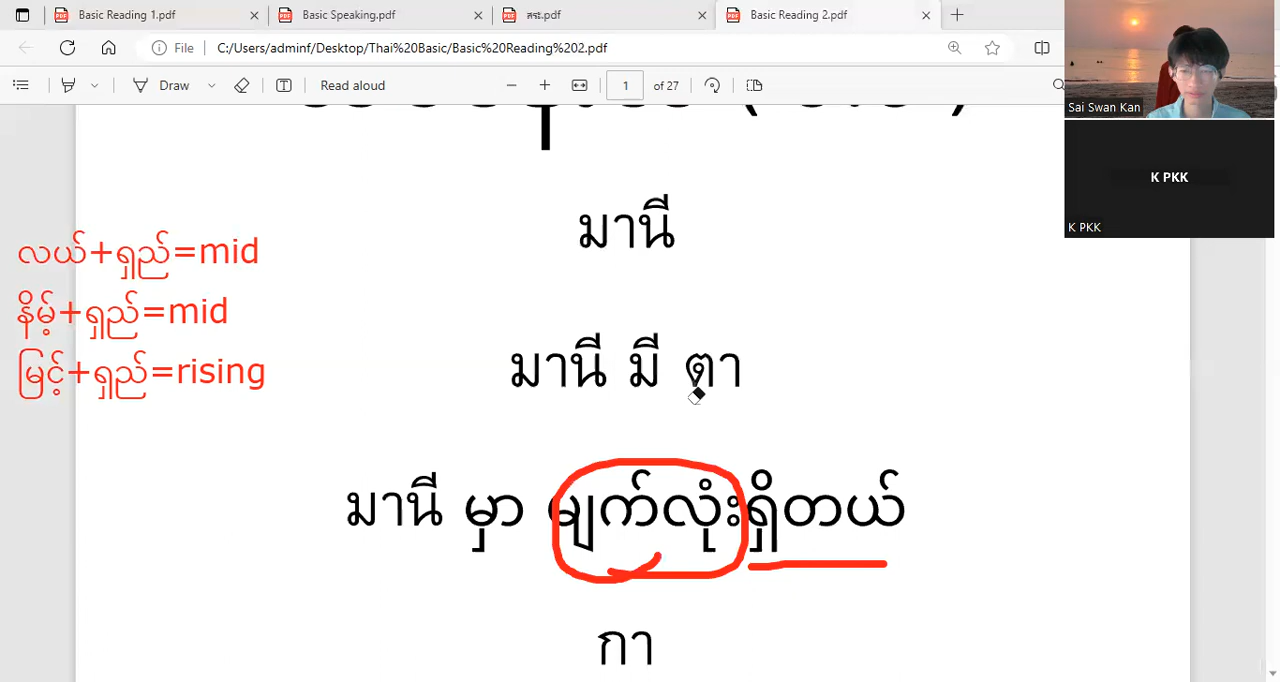 Basic Reading 1.pdf
Basic Speaking.pdf
สระ.pdf
Basic Reading 2.pdf
File
C:/Users/adminf/Desktop/Thai%20Basic/Basic%20Reading%202.pdf
Draw
Read aloud
1
of 27
Sai Swan Kan
K PKK
K PKK
มานี
လယ်+ရှည်=mid
နိမ့်+ရှည်=mid
မြင့်+ရှည်=rising
มานี มี ตา
มานี မှာ မျက်လုံးရှိတယ်
กา